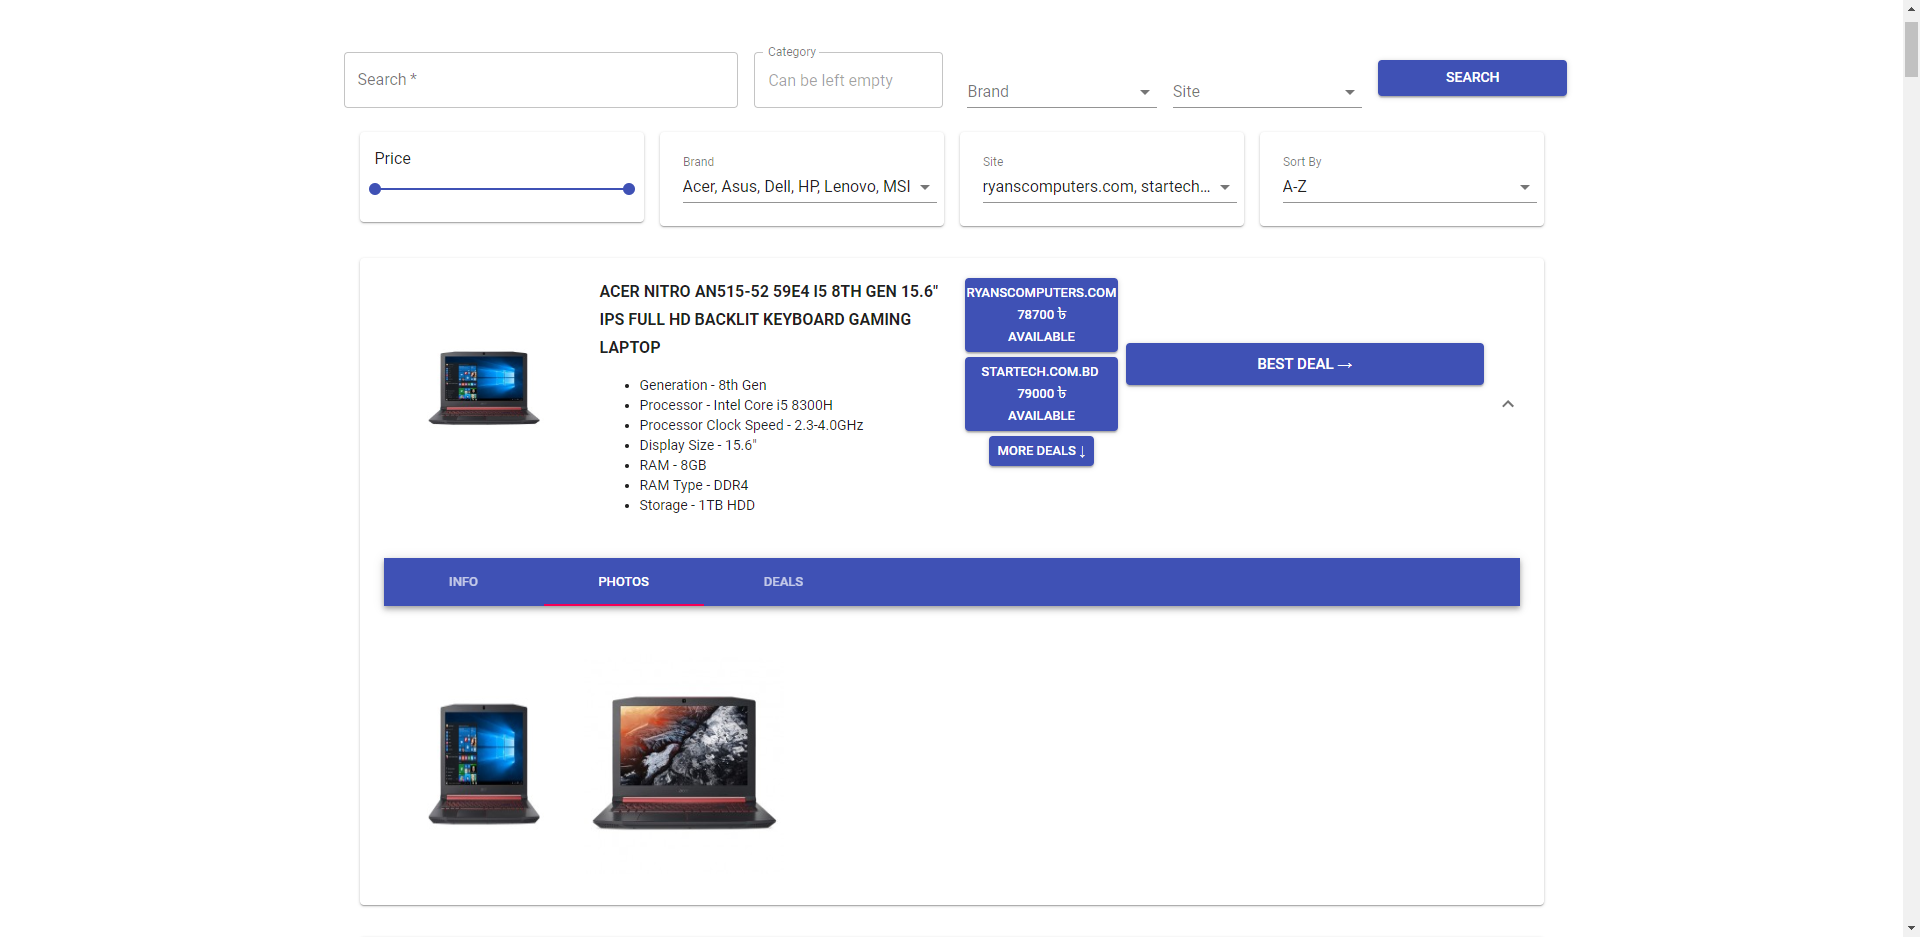 Search *
Category
Can be left empty
Brand
Site
SEARCH
Price
Brand
Acer, Asus, Dell, HP, Lenovo, MSI
Site
ryanscomputers.com, startech...
Sort By
A-Z
ACER NITRO AN515-52 59E4 I5 8TH GEN 15.6"
IPS FULL HD BACKLIT KEYBOARD GAMING
LAPTOP
Generation - 8th Gen
Processor - Intel Core i5 8300H
Processor Clock Speed - 2.3-4.0GHz
Display Size - 15.6"
RAM - 8GB
RAM Type - DDR4
Storage - 1TB HDD
RYANSCOMPUTERS.COM
78700 ৳
AVAILABLE
STARTECH.COM.BD
79000 ৳
AVAILABLE
MORE DEALS ↓
BEST DEAL →
INFO
PHOTOS
DEALS